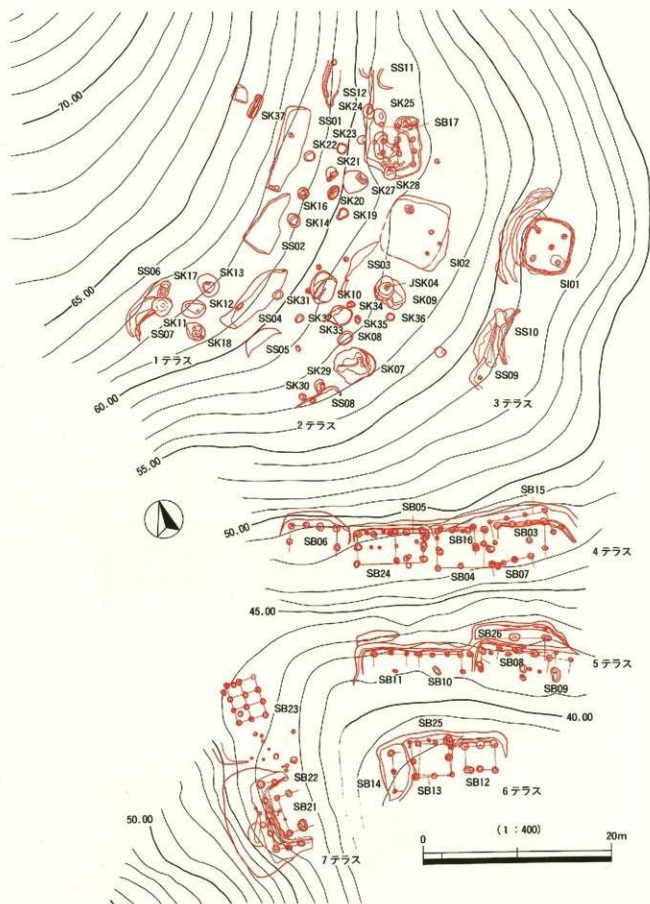 70.00
SS11
SS12
SK24
SK25
SK37
SS01
SB17
SK23
SK22
SK21
SK27
SK28
SK20
SK16
SK19
SK14
SS02
SI02
SS03
SI01
65.00
SS06
SK17
SK13
JSK04
SK31
SK10
SK09
SK12
SK34
SS04
SK32
SK36
SK11
SK35
SS07
SK33
SS10
SK18
SK08
SS05
1テラス
SK29
SK07
SS09
60.00
SK30
SS08
3テラス
2テラス
55.00
SB15
SB05
50.00
SB16
SB03
SB06
4テラス
SB24
SB04
SB07
45.00
SB26
SB08
5テラス
SB11
SB10
SB09
SB23
40.00
SB25
SB22
SB14
SB12
SB21
SB13
6テラス
50.00
(1:400)
0
20m
7テラス